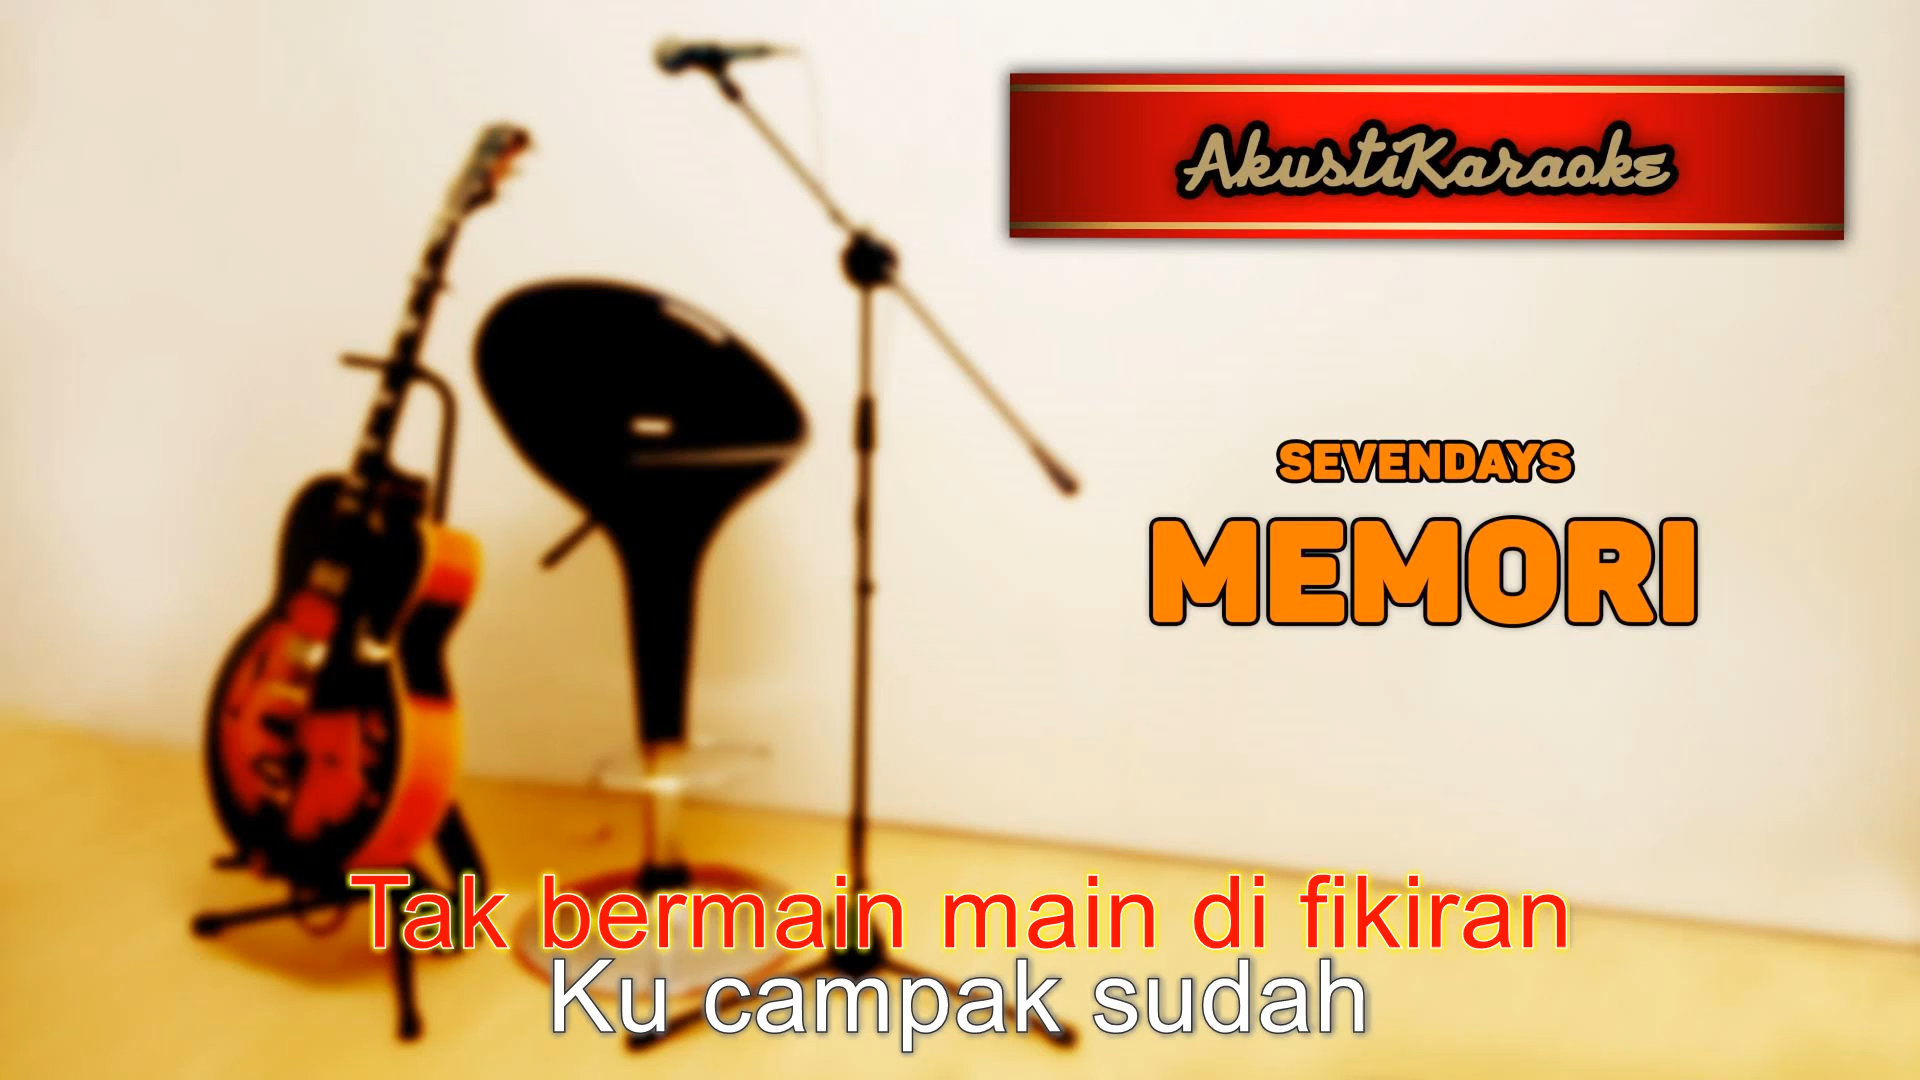 AkustiKaraoke
SEVENDAYS
MEMORI
Tak bermain main di fikiran
Ku campak sudah